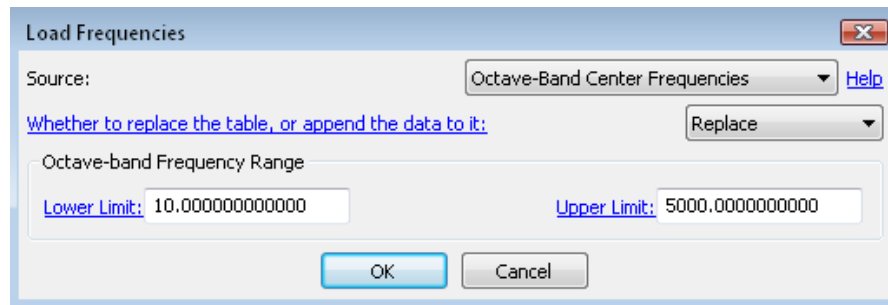 Load Frequencies
Source: Octave-Band Center Frequencies Help
Whether to replace the table, or append the data to it: Replace
Octave-band Frequency Range
Lower Limit: 10.000000000000 Upper Limit: 5000.0000000000
OK Cancel